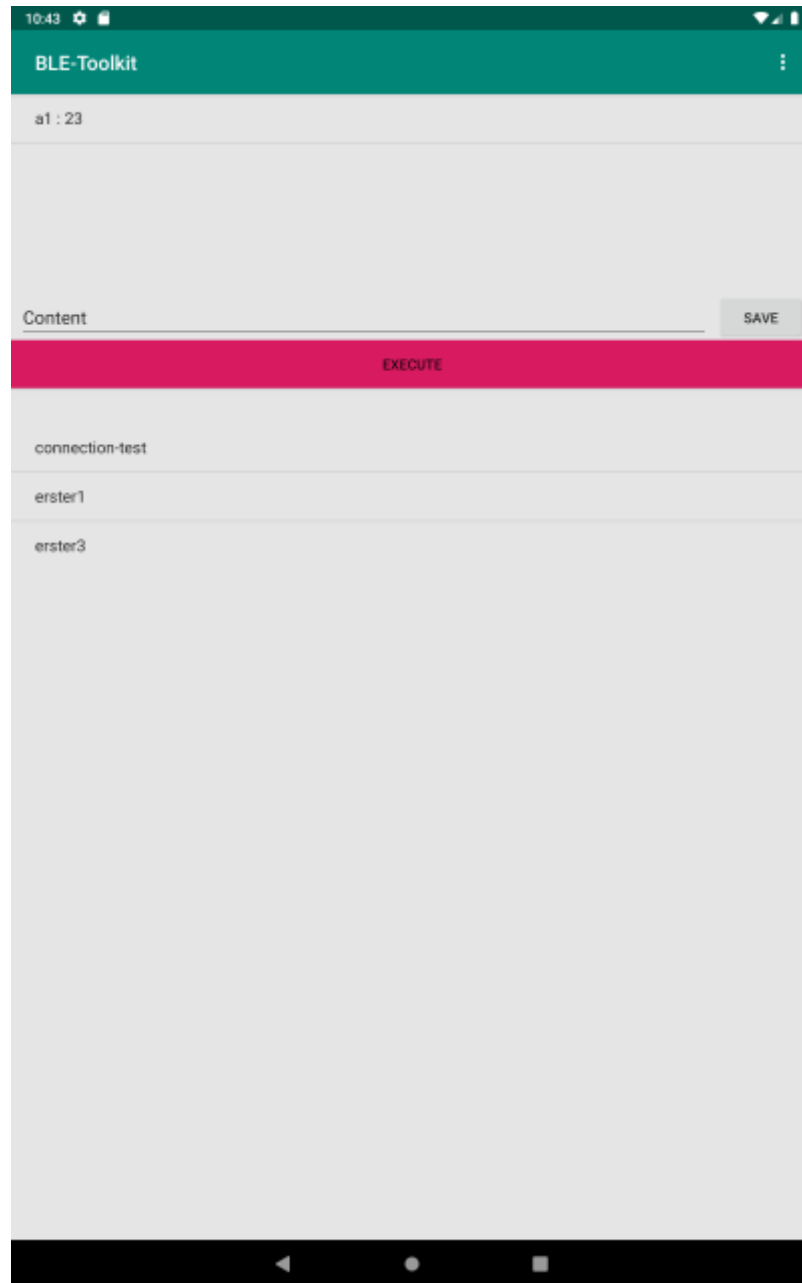 10:43
BLE-Toolkit
a1 : 23
Content SAVE
EXECUTE
connection-test
erster1
erster3